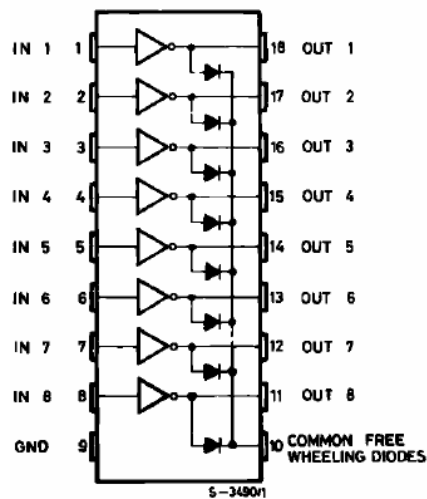 IN 1 1 18 OUT 1
IN 2 2 17 OUT 2
IN 3 3 16 OUT 3
IN 4 4 15 OUT 4
IN 5 5 14 OUT 5
IN 6 6 13 OUT 6
IN 7 7 12 OUT 7
IN 8 8 11 OUT 8
GND 9 10 COMMON FREE
WHEELING DIODES
S-3490/1